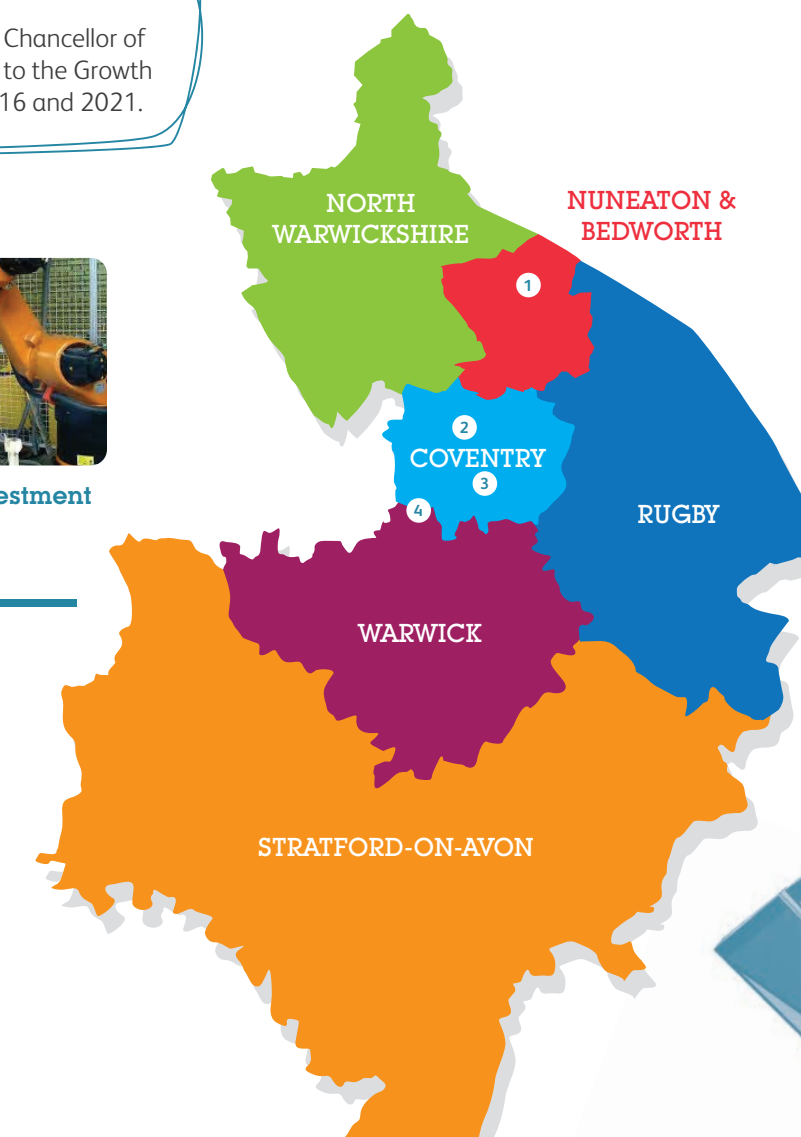 Chancellor of
to the Growth
16 and 2021.
NORTH
WARWICKSHIRE
NUNEATON &
BEDWORTH
1
2
COVENTRY
3
4
estment
RUGBY
WARWICK
STRATFORD-ON-AVON